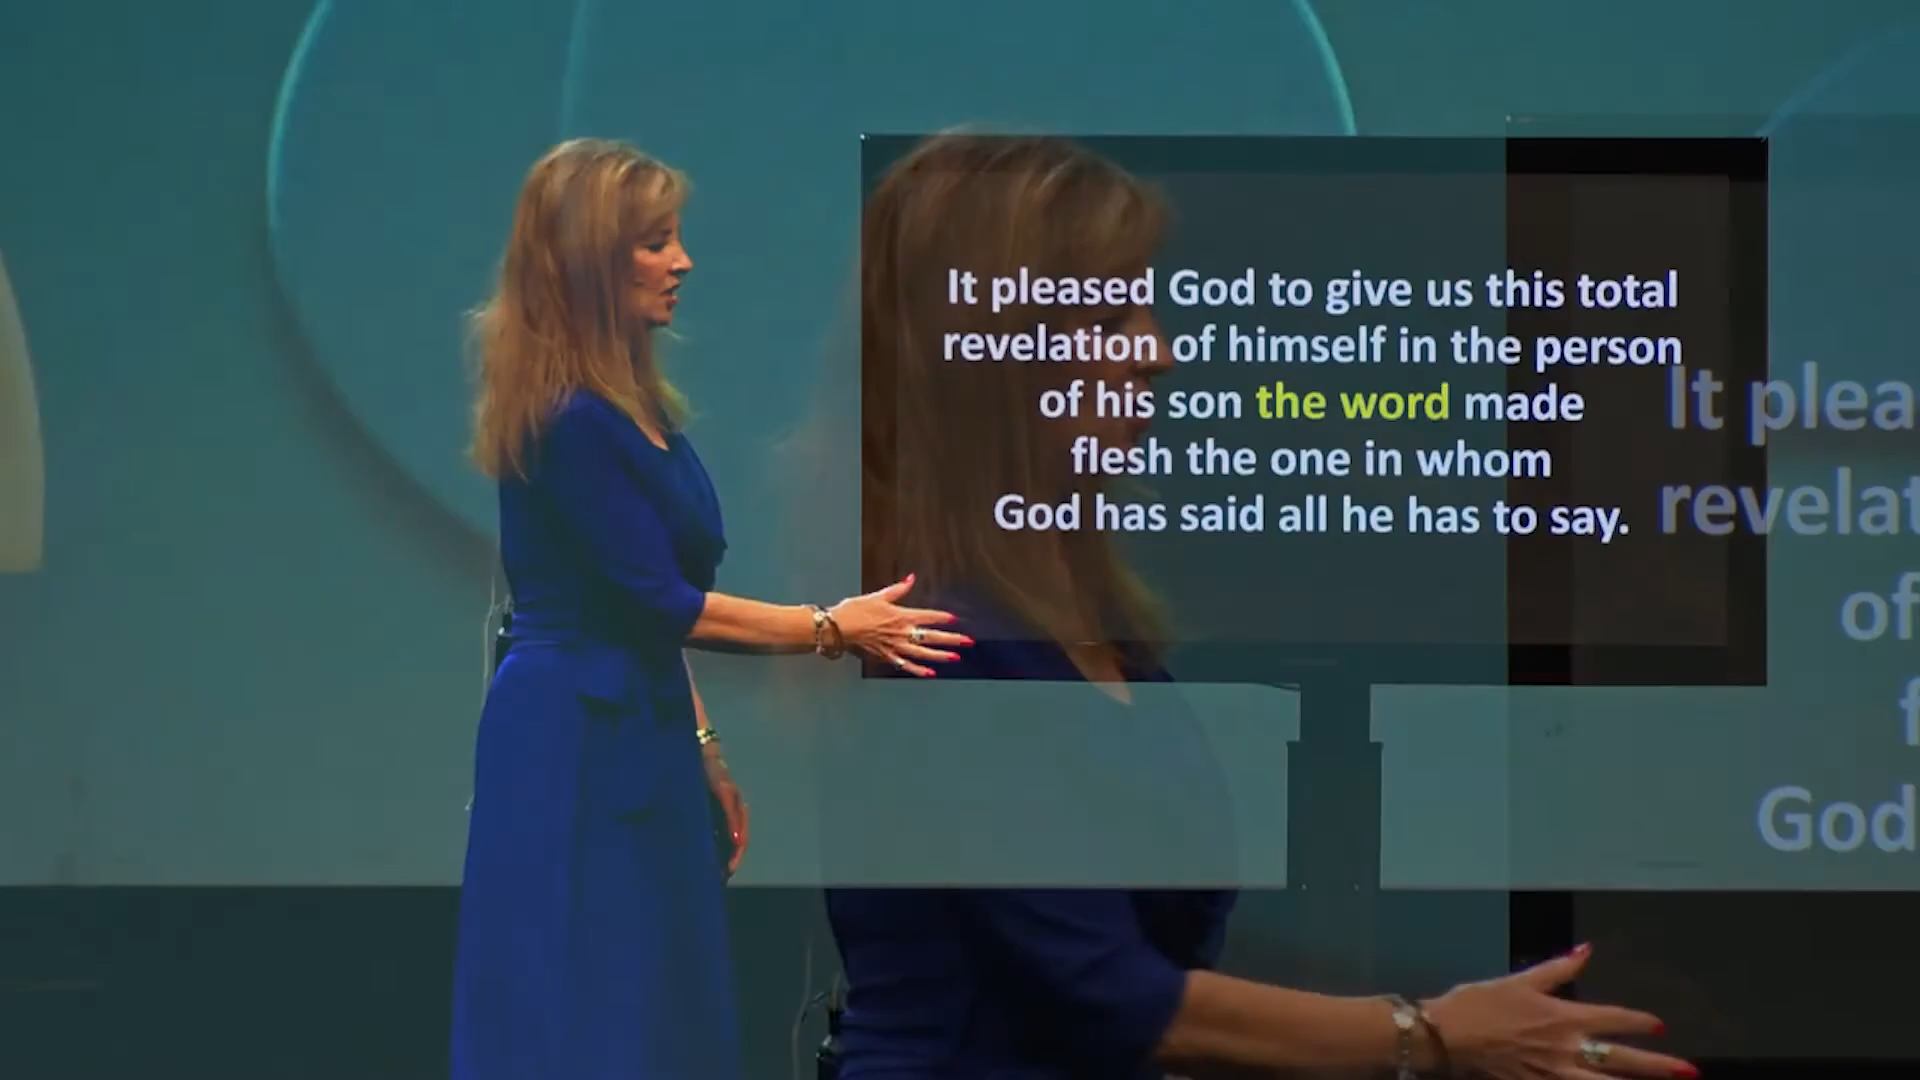 It pleased God to give us this total
revelation of himself in the person
of his son the word made
flesh the one in whom
God has said all he has to say.
It plea
revelat
of
f
God